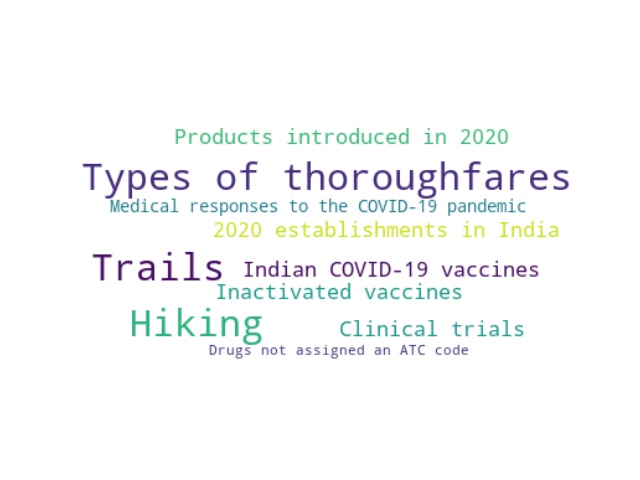 Products introduced in 2020
Types of thoroughfares
Medical responses to the COVID-19 pandemic
2020 establishments in India
Trails
Indian COVID-19 vaccines
Inactivated vaccines
Hiking
Clinical trials
Drugs not assigned an ATC code